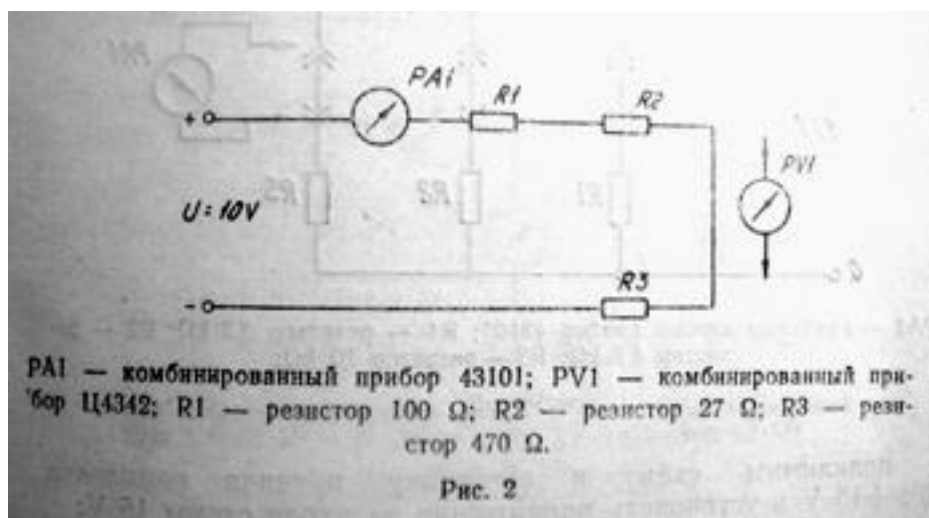 PA1
R1
R2
PV1
+
U = 10V
R3
-
PA1 — комбинированный прибор 43101; PV1 — комбинированный при-
бор Ц4342; R1 — резистор 100 Ω; R2 — резистор 27 Ω; R3 — рези-
стор 470 Ω.
Рис. 2